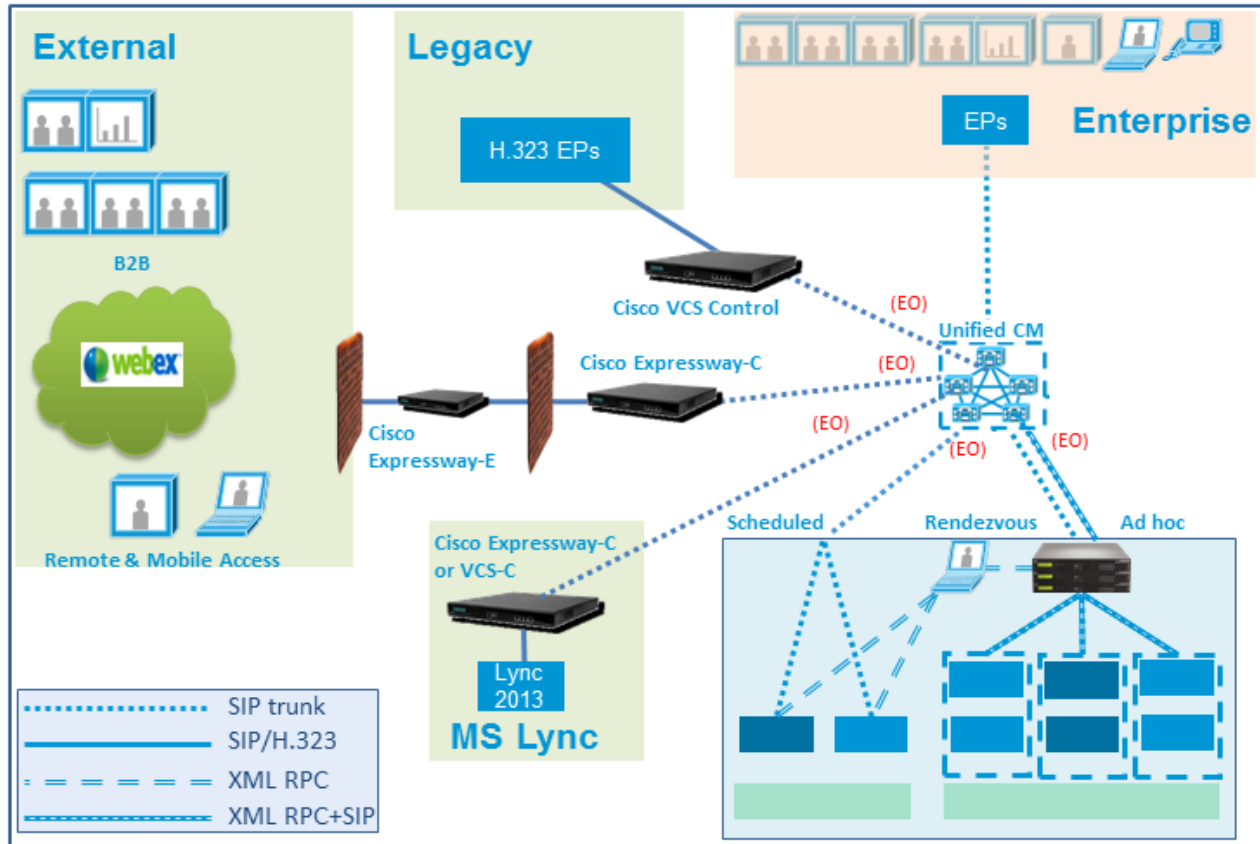 External
Legacy
Enterprise
EPs
H.323 EPs
B2B
webex
Cisco VCS Control
(EO)
Unified CM
Cisco Expressway-C
(EO)
Cisco
Expressway-E
(EO)
(EO)
(EO)
Remote & Mobile Access
Scheduled
Rendezvous
Ad hoc
Cisco Expressway-C
or VCS-C
Lync
2013
MS Lync
SIP trunk
SIP/H.323
XML RPC
XML RPC+SIP